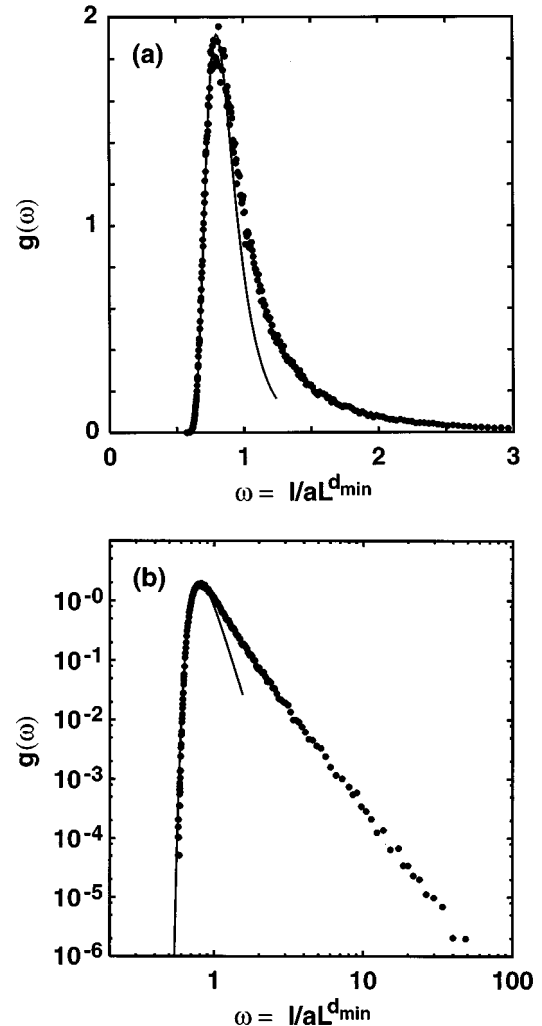 2
(a)
g(ω)
1
0
0 1 2 3
ω = l/aL^dmin
(b)
10^-0
10^-1
10^-2
g(ω)
10^-3
10^-4
10^-5
10^-6
1 10 100
ω = l/aL^dmin